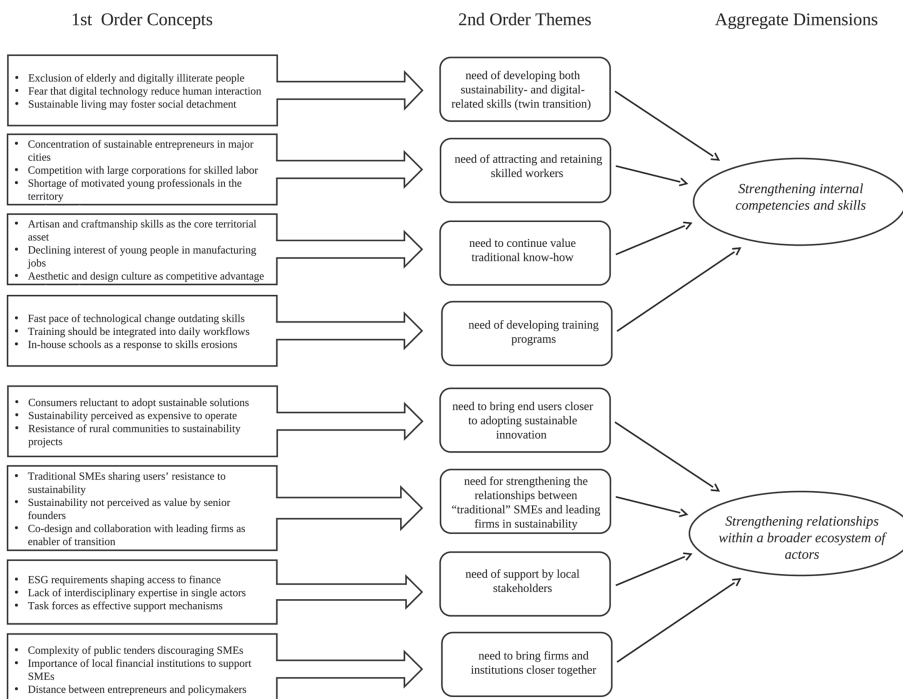 1st Order Concepts
2nd Order Themes
Aggregate Dimensions
• Exclusion of elderly and digitally illiterate people
• Fear that digital technology reduce human interaction
• Sustainable living may foster social detachment
need of developing both
sustainability- and digital-
related skills (twin transition)
• Concentration of sustainable entrepreneurs in major
cities
• Competition with large corporations for skilled labor
• Shortage of motivated young professionals in the
territory
need of attracting and retaining
skilled workers
• Artisan and craftmanship skills as the core territorial
asset
• Declining interest of young people in manufacturing
jobs
• Aesthetic and design culture as competitive advantage
need to continue value
traditional know-how
• Fast pace of technological change outdating skills
• Training should be integrated into daily workflows
• In-house schools as a response to skills erosions
need of developing training
programs
Strengthening internal
competencies and skills
• Consumers reluctant to adopt sustainable solutions
• Sustainability perceived as expensive to operate
• Resistance of rural communities to sustainability
projects
need to bring end users closer
to adopting sustainable
innovation
• Traditional SMEs sharing users’ resistance to
sustainability
• Sustainability not perceived as value by senior
founders
• Co-design and collaboration with leading firms as
enabler of transition
need for strengthening the
relationships between
“traditional” SMEs and leading
firms in sustainability
• ESG requirements shaping access to finance
• Lack of interdisciplinary expertise in single actors
• Task forces as effective support mechanisms
need of support by local
stakeholders
• Complexity of public tenders discouraging SMEs
• Importance of local financial institutions to support
SMEs
• Distance between entrepreneurs and policymakers
need to bring firms and
institutions closer together
Strengthening relationships
within a broader ecosystem of
actors